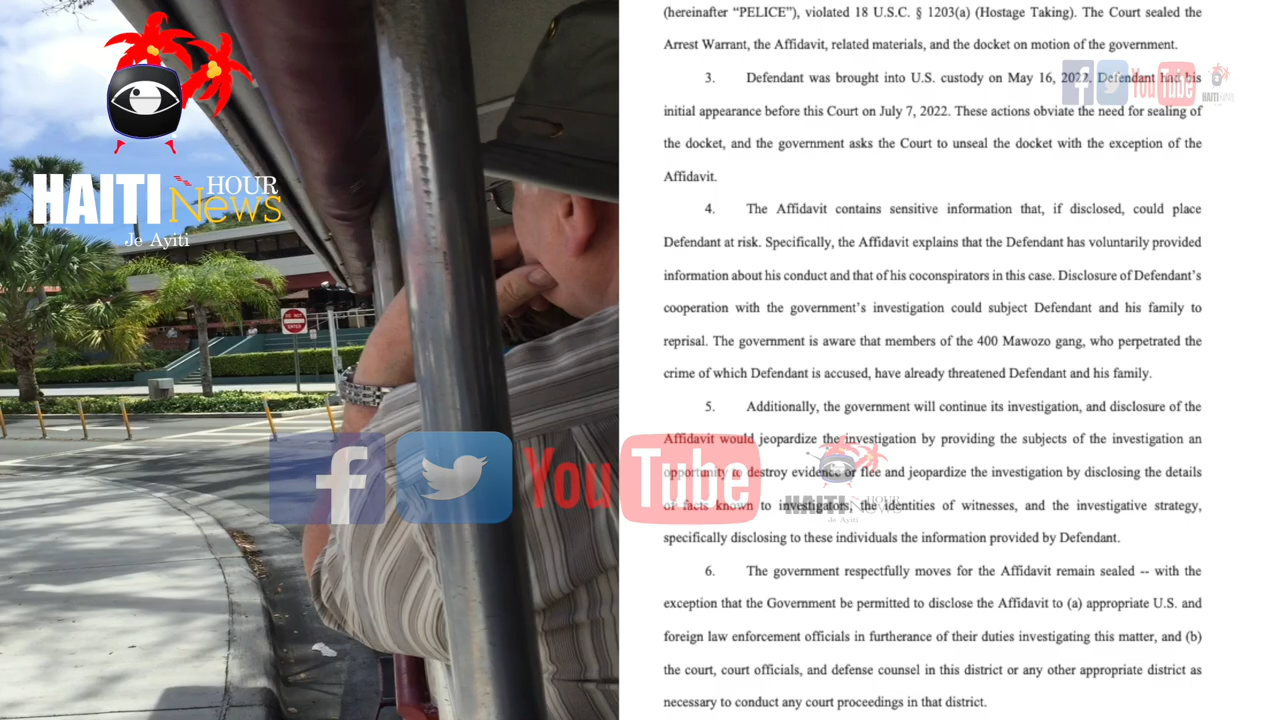 HAITI HOUR
News
Je Ayiti
DO NOT
ENTER
(hereinafter “PELICE”), violated 18 U.S.C. § 1203(a) (Hostage Taking). The Court sealed the
Arrest Warrant, the Affidavit, related materials, and the docket on motion of the government.
3. Defendant was brought into U.S. custody on May 16, 2022. Defendant had his
initial appearance before this Court on July 7, 2022. These actions obviate the need for sealing of
the docket, and the government asks the Court to unseal the docket with the exception of the
Affidavit.
4. The Affidavit contains sensitive information that, if disclosed, could place
Defendant at risk. Specifically, the Affidavit explains that the Defendant has voluntarily provided
information about his conduct and that of his coconspirators in this case. Disclosure of Defendant’s
cooperation with the government’s investigation could subject Defendant and his family to
reprisal. The government is aware that members of the 400 Mawozo gang, who perpetrated the
crime of which Defendant is accused, have already threatened Defendant and his family.
5. Additionally, the government will continue its investigation, and disclosure of the
Affidavit would jeopardize the investigation by providing the subjects of the investigation an
opportunity to destroy evidence or flee and jeopardize the investigation by disclosing the details
of facts known to investigators, the identities of witnesses, and the investigative strategy,
specifically disclosing to these individuals the information provided by Defendant.
6. The government respectfully moves for the Affidavit remain sealed -- with the
exception that the Government be permitted to disclose the Affidavit to (a) appropriate U.S. and
foreign law enforcement officials in furtherance of their duties investigating this matter, and (b)
the court, court officials, and defense counsel in this district or any other appropriate district as
necessary to conduct any court proceedings in that district.
f YouTube HAITI HOUR
NEWS
Je Ayiti
f YouTube HAITI